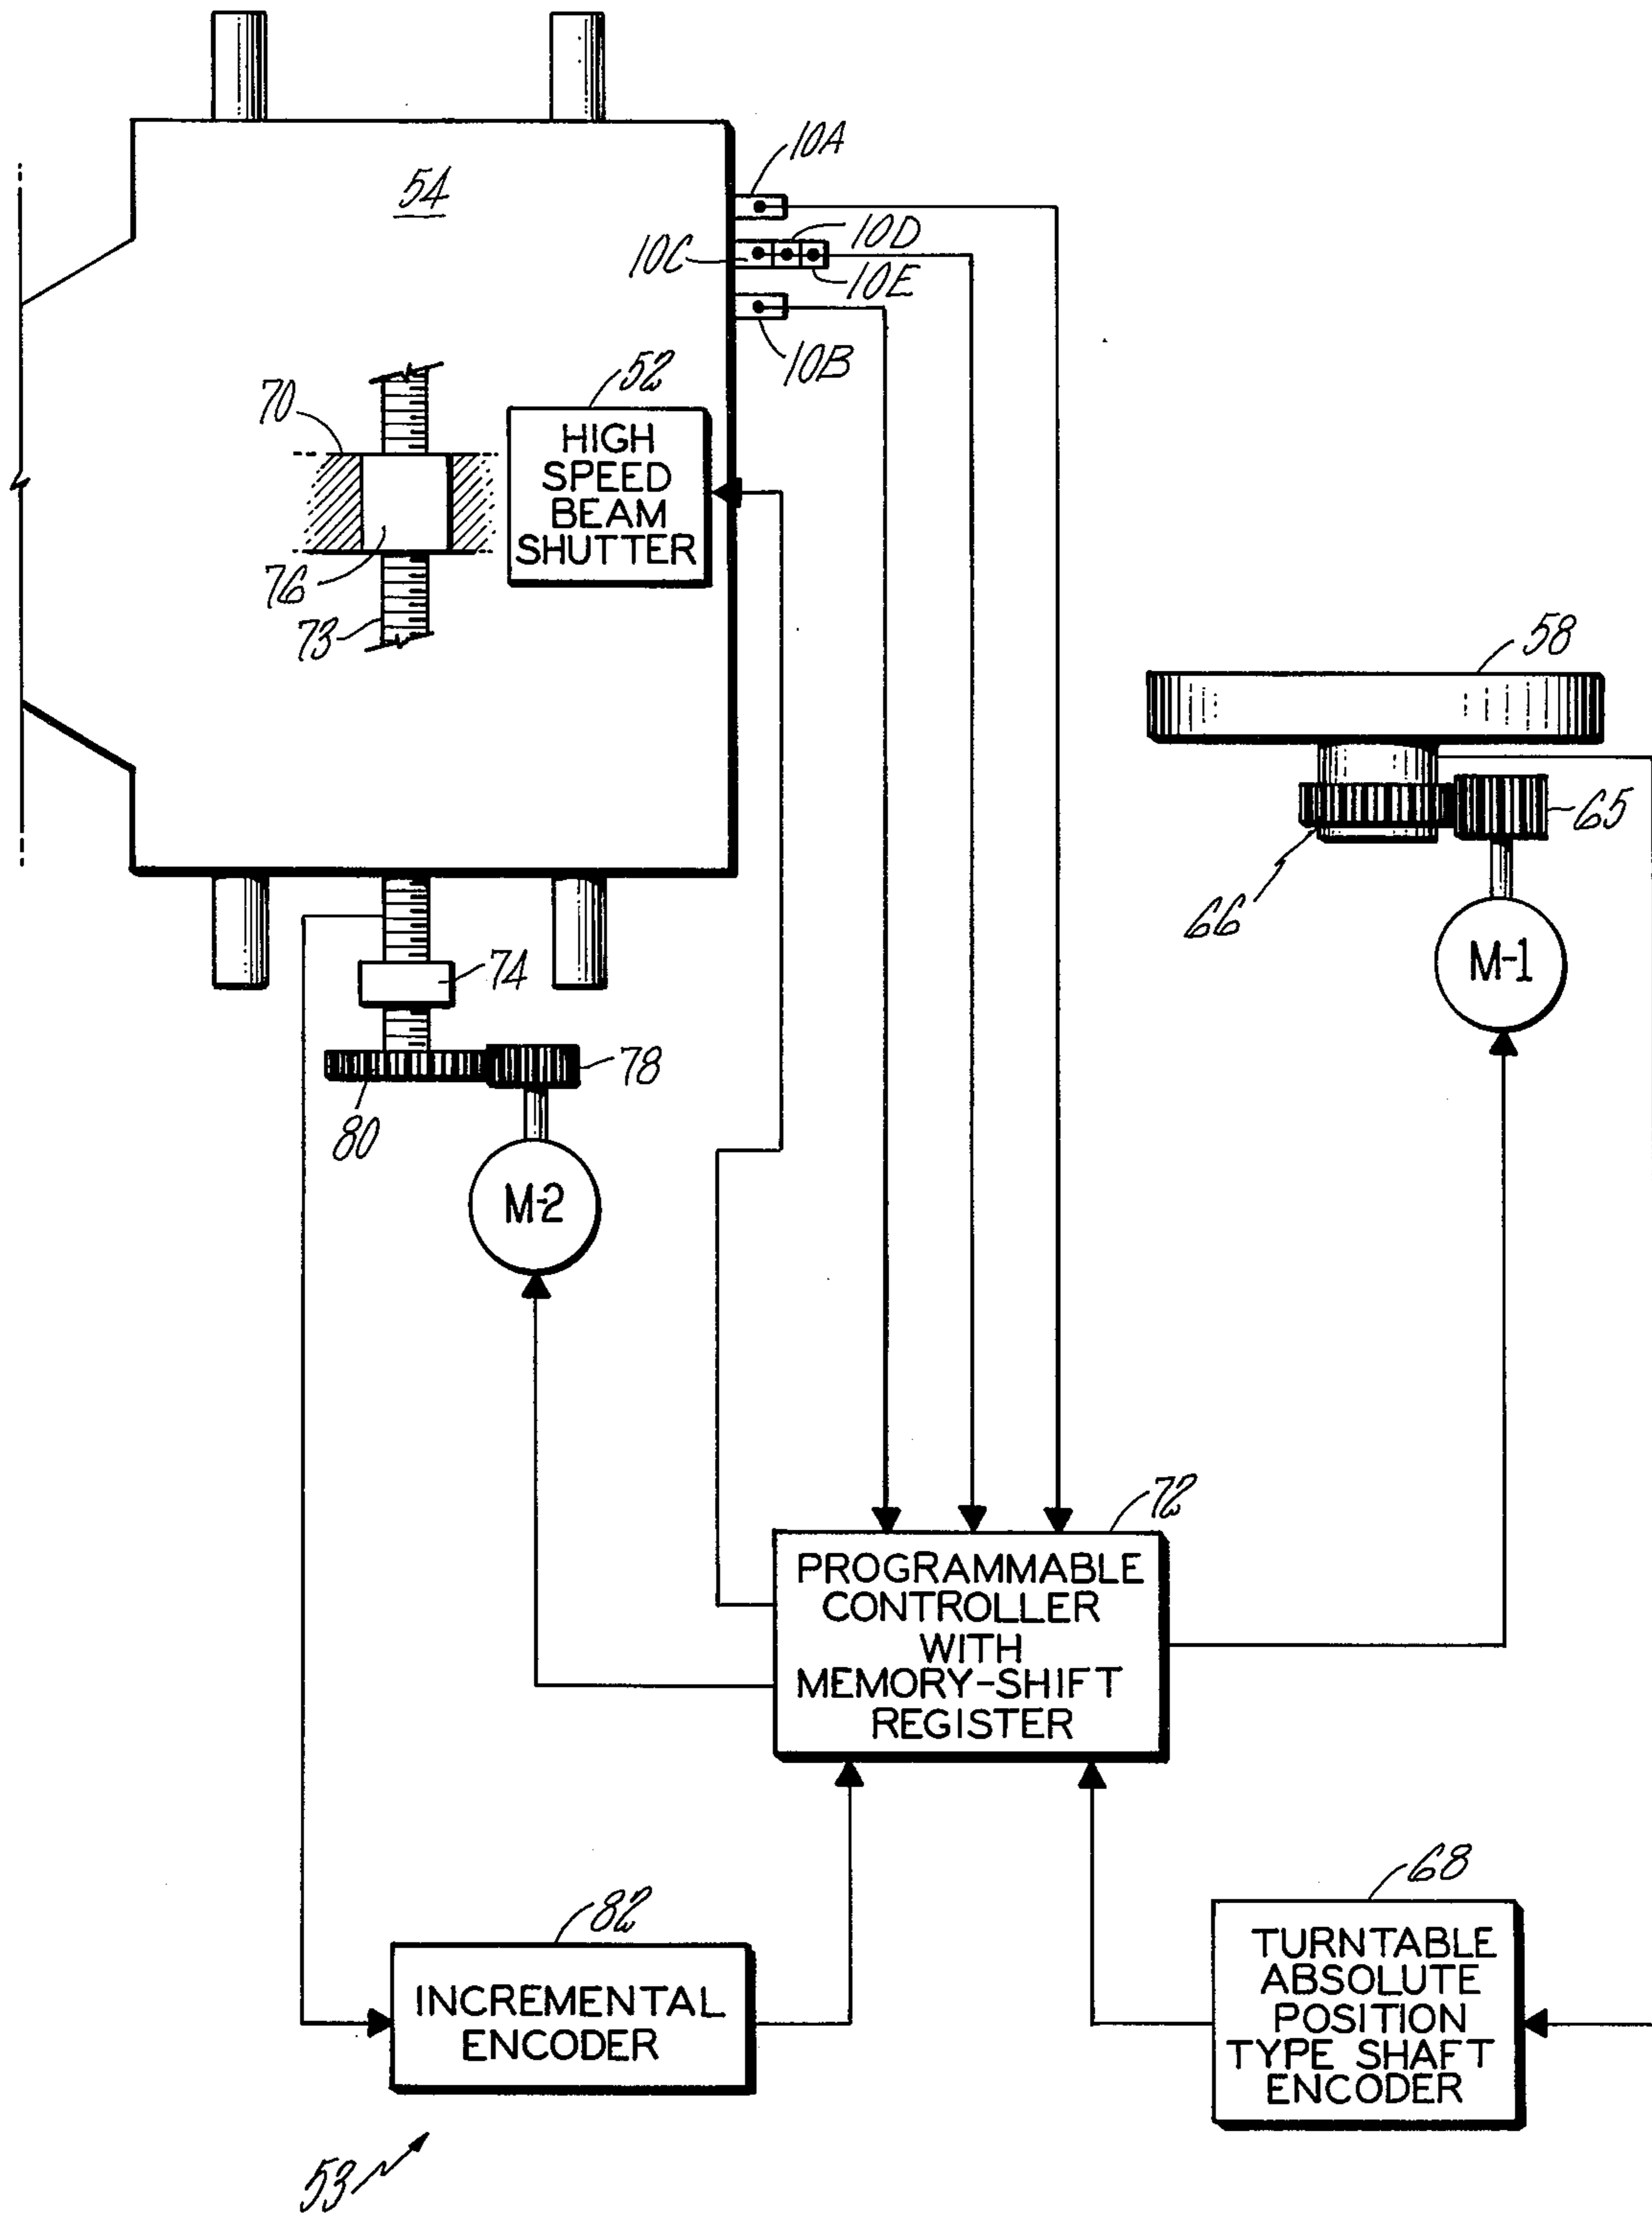 54
10A
10D
10C
10E
10B
52
HIGH
SPEED
BEAM
SHUTTER
70
76
73
58
65
66
M-1
74
78
80
M-2
72
PROGRAMMABLE
CONTROLLER
WITH
MEMORY-SHIFT
REGISTER
68
82
TURNTABLE
ABSOLUTE
POSITION
TYPE SHAFT
ENCODER
INCREMENTAL
ENCODER
53